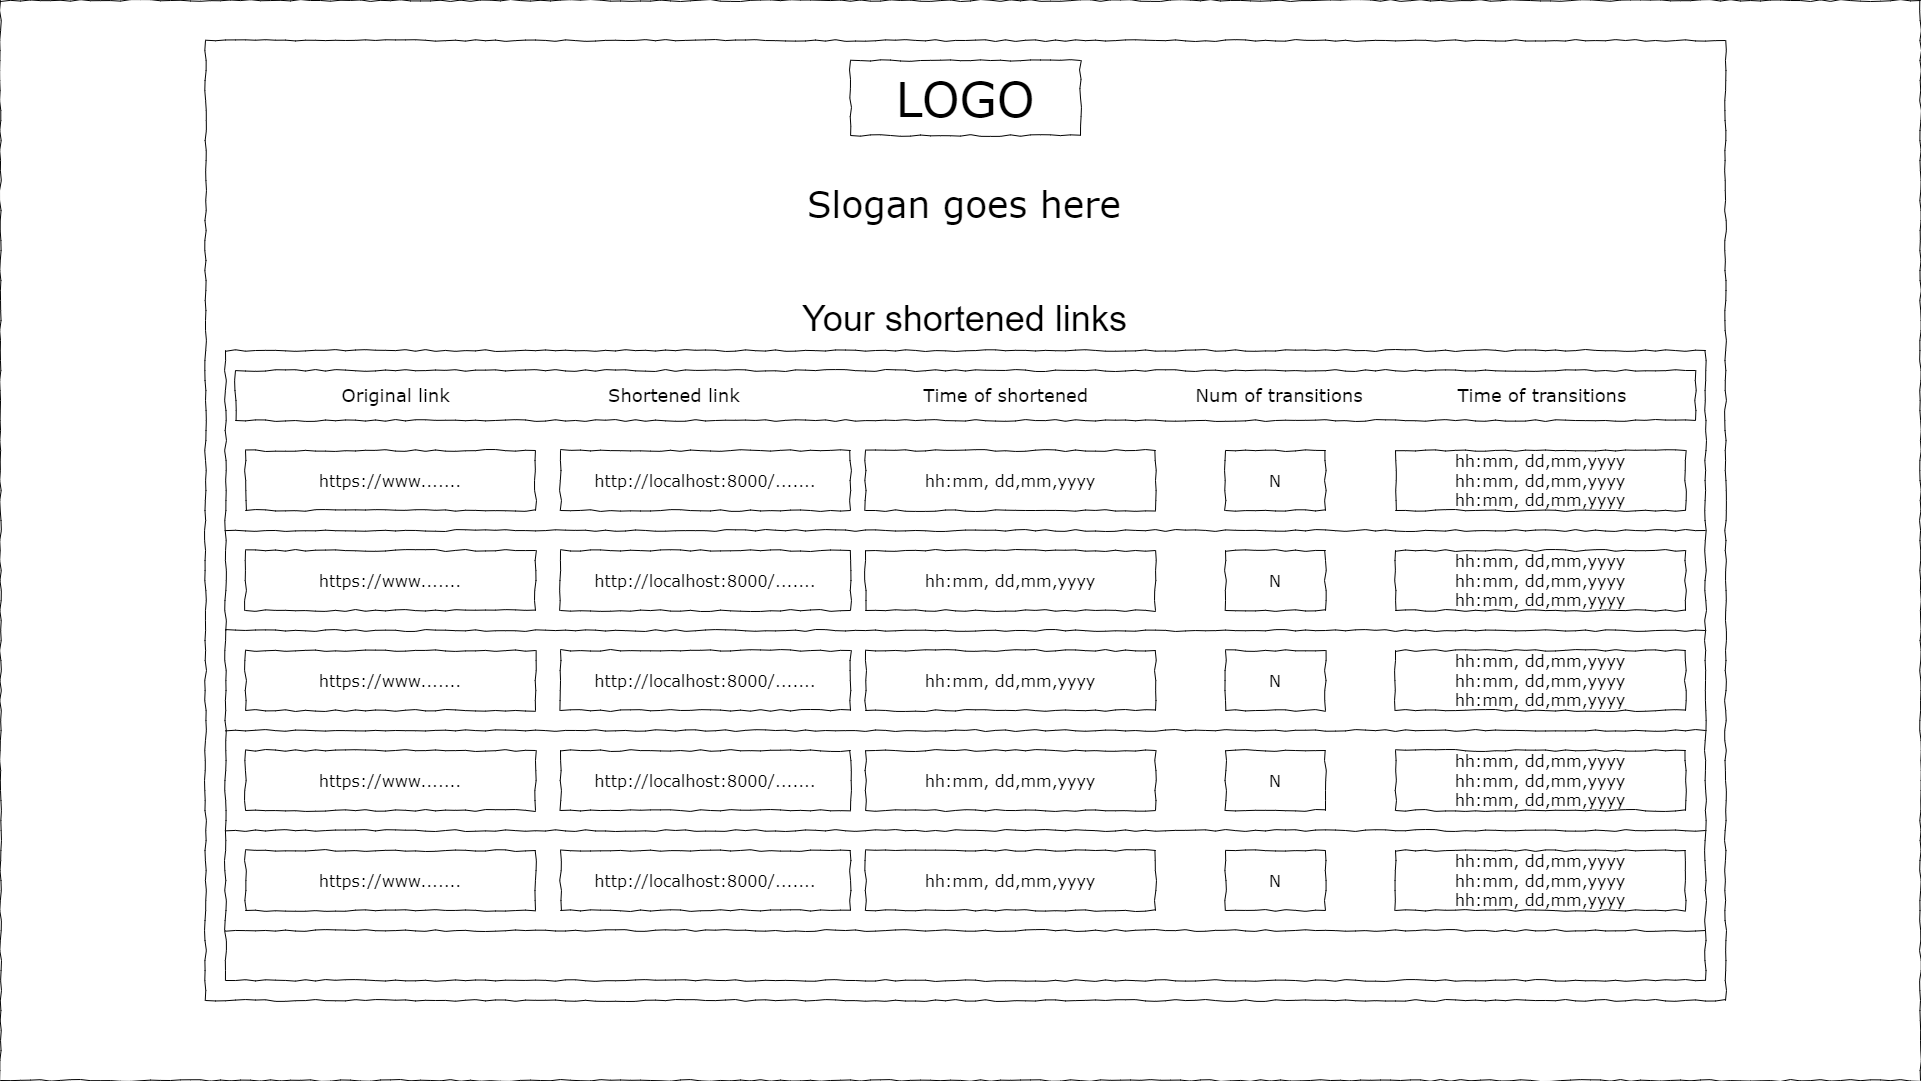 LOGO
Slogan goes here
Your shortened links
Original link Shortened link Time of shortened Num of transitions Time of transitions
https://www....... http://localhost:8000/....... hh:mm, dd,mm,yyyy N hh:mm, dd,mm,yyyy
hh:mm, dd,mm,yyyy
hh:mm, dd,mm,yyyy
https://www....... http://localhost:8000/....... hh:mm, dd,mm,yyyy N hh:mm, dd,mm,yyyy
hh:mm, dd,mm,yyyy
hh:mm, dd,mm,yyyy
https://www....... http://localhost:8000/....... hh:mm, dd,mm,yyyy N hh:mm, dd,mm,yyyy
hh:mm, dd,mm,yyyy
hh:mm, dd,mm,yyyy
https://www....... http://localhost:8000/....... hh:mm, dd,mm,yyyy N hh:mm, dd,mm,yyyy
hh:mm, dd,mm,yyyy
hh:mm, dd,mm,yyyy
https://www....... http://localhost:8000/....... hh:mm, dd,mm,yyyy N hh:mm, dd,mm,yyyy
hh:mm, dd,mm,yyyy
hh:mm, dd,mm,yyyy